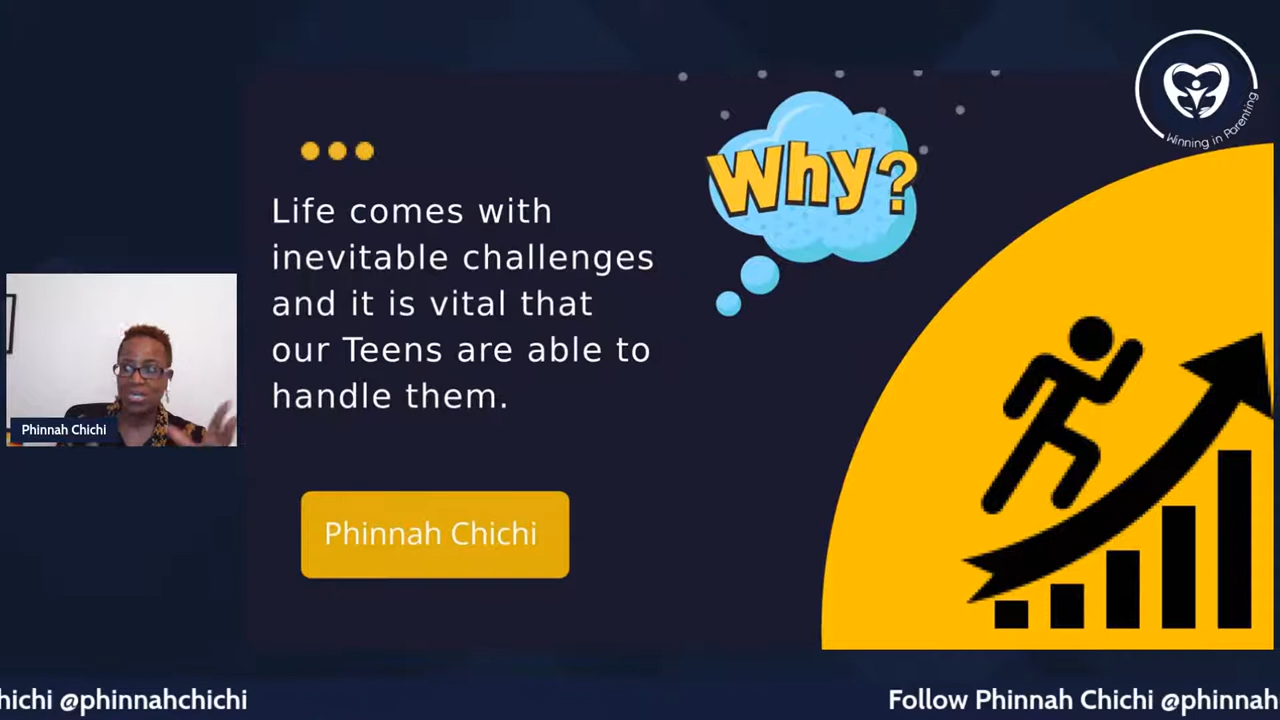 Winning in Parenting
Why?
Life comes with
inevitable challenges
and it is vital that
our Teens are able to
handle them.
Phinnah Chichi
Phinnah Chichi
hichi @phinnahchichi
Follow Phinnah Chichi @phinnah